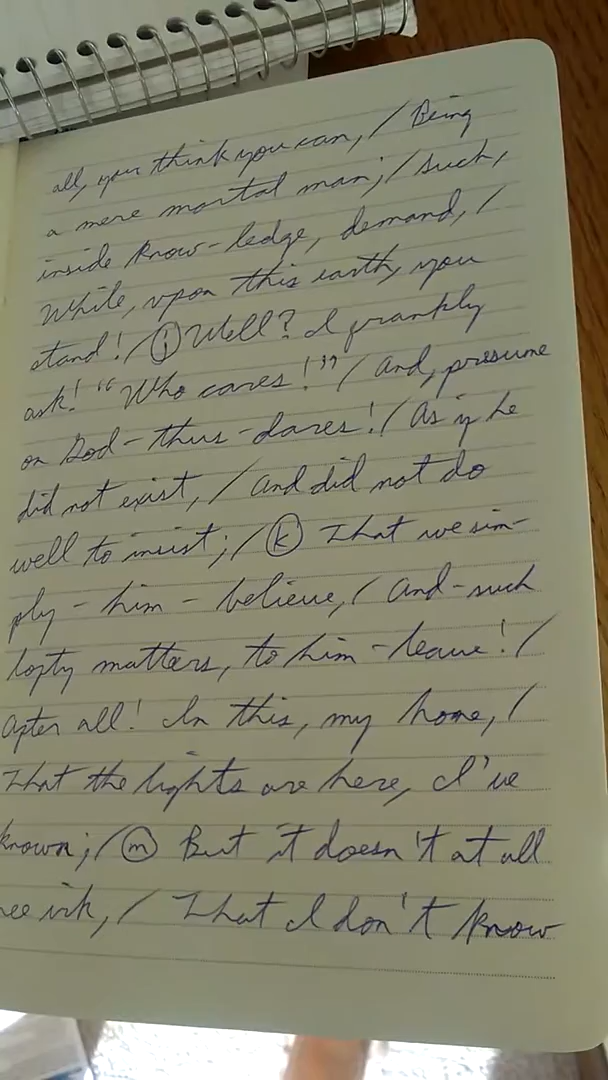 all, your think you can, / Being
a mere mortal man; / such,
inside know-ledge, demand, /
While, upon this earth, you
stand! / (j) Well? I frankly
ask! "Who cares!" / And, presume
on God - thus - dares! / As if he
did not exist, / and did not do
well to insist; / (k) That we sim-
ply - him - believe, / And - such
lofty matters, to him - leave! /
After all! In this, my home, /
That the lights are here, I've
known; / (m) But it doesn't at all
irk, / That I don't know